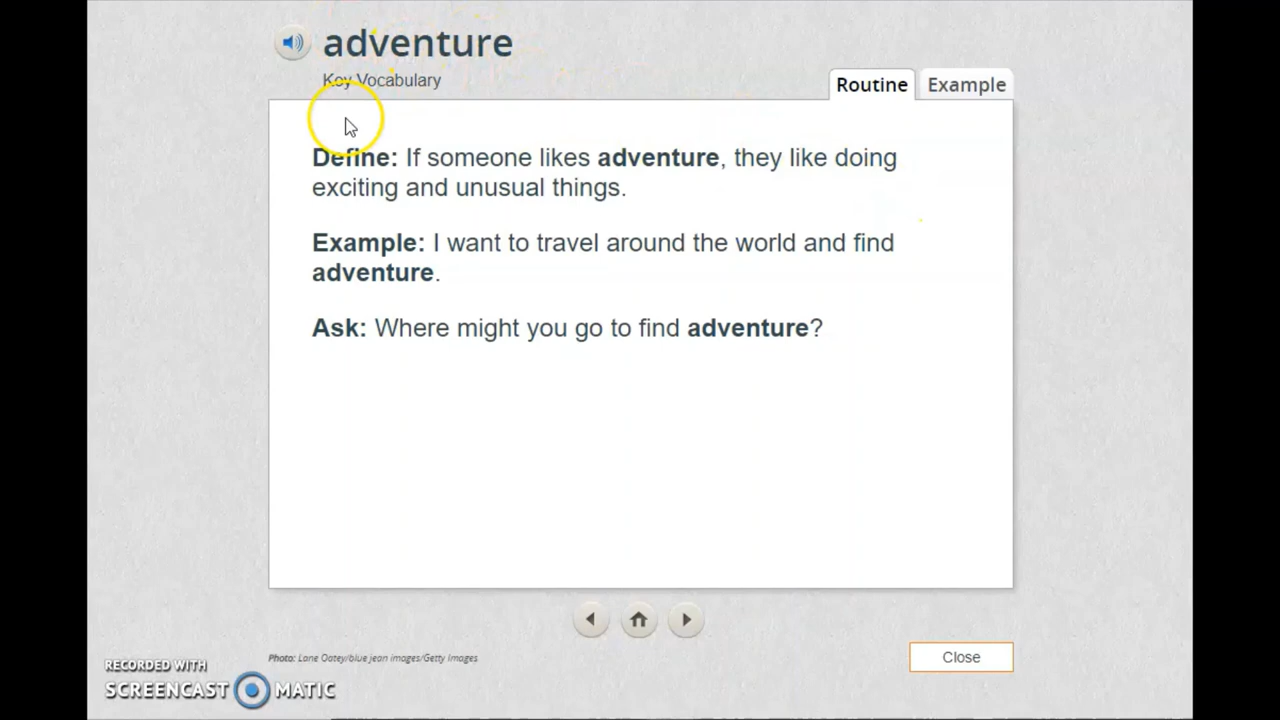 adventure
Key Vocabulary
Routine Example
Define: If someone likes adventure, they like doing
exciting and unusual things.
Example: I want to travel around the world and find
adventure.
Ask: Where might you go to find adventure?
Photo: Lane Oatey/blue jean images/Getty Images
Close
RECORDED WITH
SCREENCAST MATIC